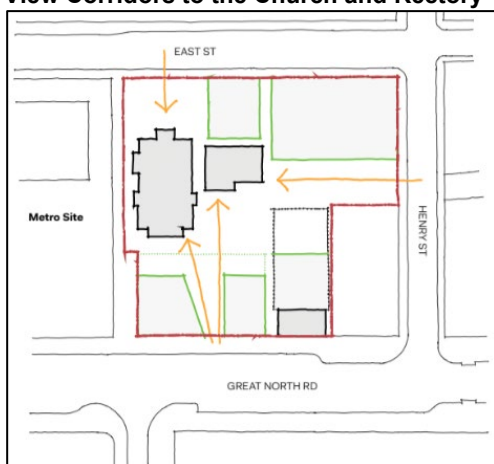 View Corridors to the Church and Rectory
EAST ST
Metro Site
HENRY ST
GREAT NORTH RD